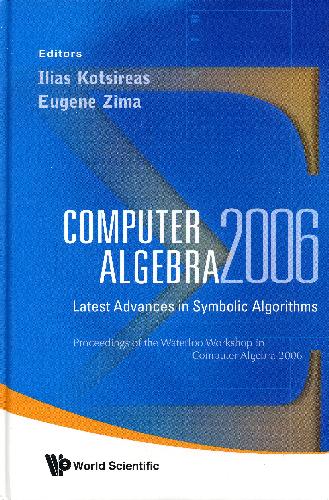 Editors
Ilias Kotsireas
Eugene Zima
COMPUTER
ALGEBRA 2006
Latest Advances in Symbolic Algorithms
Proceedings of the Waterloo Workshop in
Computer Algebra 2006
World Scientific